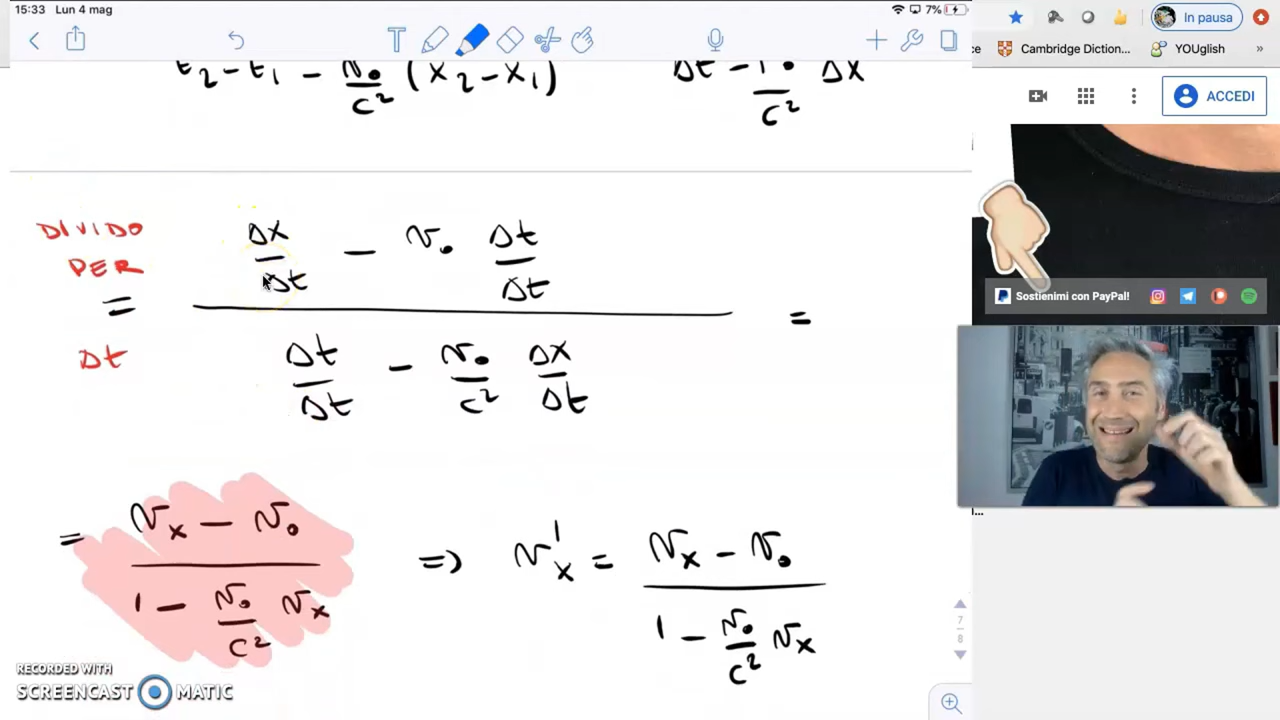 15:33 Lun 4 mag
7%
In pausa
Cambridge Diction...
YOUglish
»
ACCEDI
t₂ - t₁ - v₀/c² (x₂ - x₁)
Δt - v₀/c² Δx
DIVIDO
PER
=
Δt
Δx/Δt - v₀ Δt/Δt
Δt/Δt - v₀/c² Δx/Δt
=
Sostienimi con PayPal!
= vₓ - v₀
1 - v₀/c² vₓ
=> v'ₓ = vₓ - v₀
1 - v₀/c² vₓ
7
8
RECORDED WITH
SCREENCAST MATIC